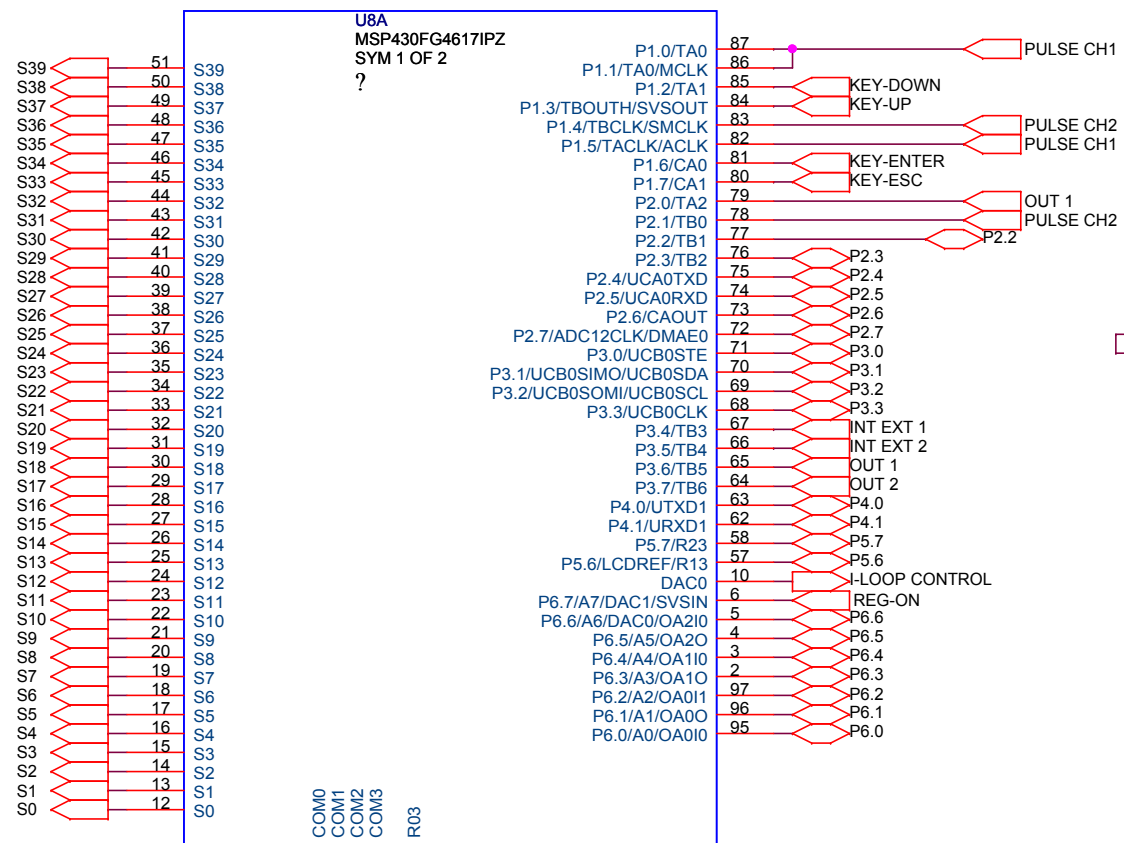 U8A
MSP430FG4617IPZ
SYM 1 OF 2
?
S39 51 S39
S38 50 S38
S37 49 S37
S36 48 S36
S35 47 S35
S34 46 S34
S33 45 S33
S32 44 S32
S31 43 S31
S30 42 S30
S29 41 S29
S28 40 S28
S27 39 S27
S26 38 S26
S25 37 S25
S24 36 S24
S23 35 S23
S22 34 S22
S21 33 S21
S20 32 S20
S19 31 S19
S18 30 S18
S17 29 S17
S16 28 S16
S15 27 S15
S14 26 S14
S13 25 S13
S12 24 S12
S11 23 S11
S10 22 S10
S9 21 S9
S8 20 S8
S7 19 S7
S6 18 S6
S5 17 S5
S4 16 S4
S3 15 S3
S2 14 S2
S1 13 S1
S0 12 S0
P1.0/TA0 87 PULSE CH1
P1.1/TA0/MCLK 86
P1.2/TA1 85 KEY-DOWN
P1.3/TBOUTH/SVSOUT 84 KEY-UP
P1.4/TBCLK/SMCLK 83 PULSE CH2
P1.5/TACLK/ACLK 82 PULSE CH1
P1.6/CA0 81 KEY-ENTER
P1.7/CA1 80 KEY-ESC
P2.0/TA2 79 OUT 1
P2.1/TB0 78 PULSE CH2
P2.2/TB1 77 P2.2
P2.3/TB2 76 P2.3
P2.4/UCA0TXD 75 P2.4
P2.5/UCA0RXD 74 P2.5
P2.6/CAOUT 73 P2.6
P2.7/ADC12CLK/DMAE0 72 P2.7
P3.0/UCB0STE 71 P3.0
P3.1/UCB0SIMO/UCB0SDA 70 P3.1
P3.2/UCB0SOMI/UCB0SCL 69 P3.2
P3.3/UCB0CLK 68 P3.3
P3.4/TB3 67 INT EXT 1
P3.5/TB4 66 INT EXT 2
P3.6/TB5 65 OUT 1
P3.7/TB6 64 OUT 2
P4.0/UTXD1 63 P4.0
P4.1/URXD1 62 P4.1
P5.7/R23 58 P5.7
P5.6/LCDREF/R13 57 P5.6
DAC0 10 I-LOOP CONTROL
P6.7/A7/DAC1/SVSIN 6 REG-ON
P6.6/A6/DAC0/OA2I0 5 P6.6
P6.5/A5/OA2O 4 P6.5
P6.4/A4/OA1I0 3 P6.4
P6.3/A3/OA1O 2 P6.3
P6.2/A2/OA0I1 97 P6.2
P6.1/A1/OA0O 96 P6.1
P6.0/A0/OA0I0 95 P6.0
COM0
COM1
COM2
COM3
R03